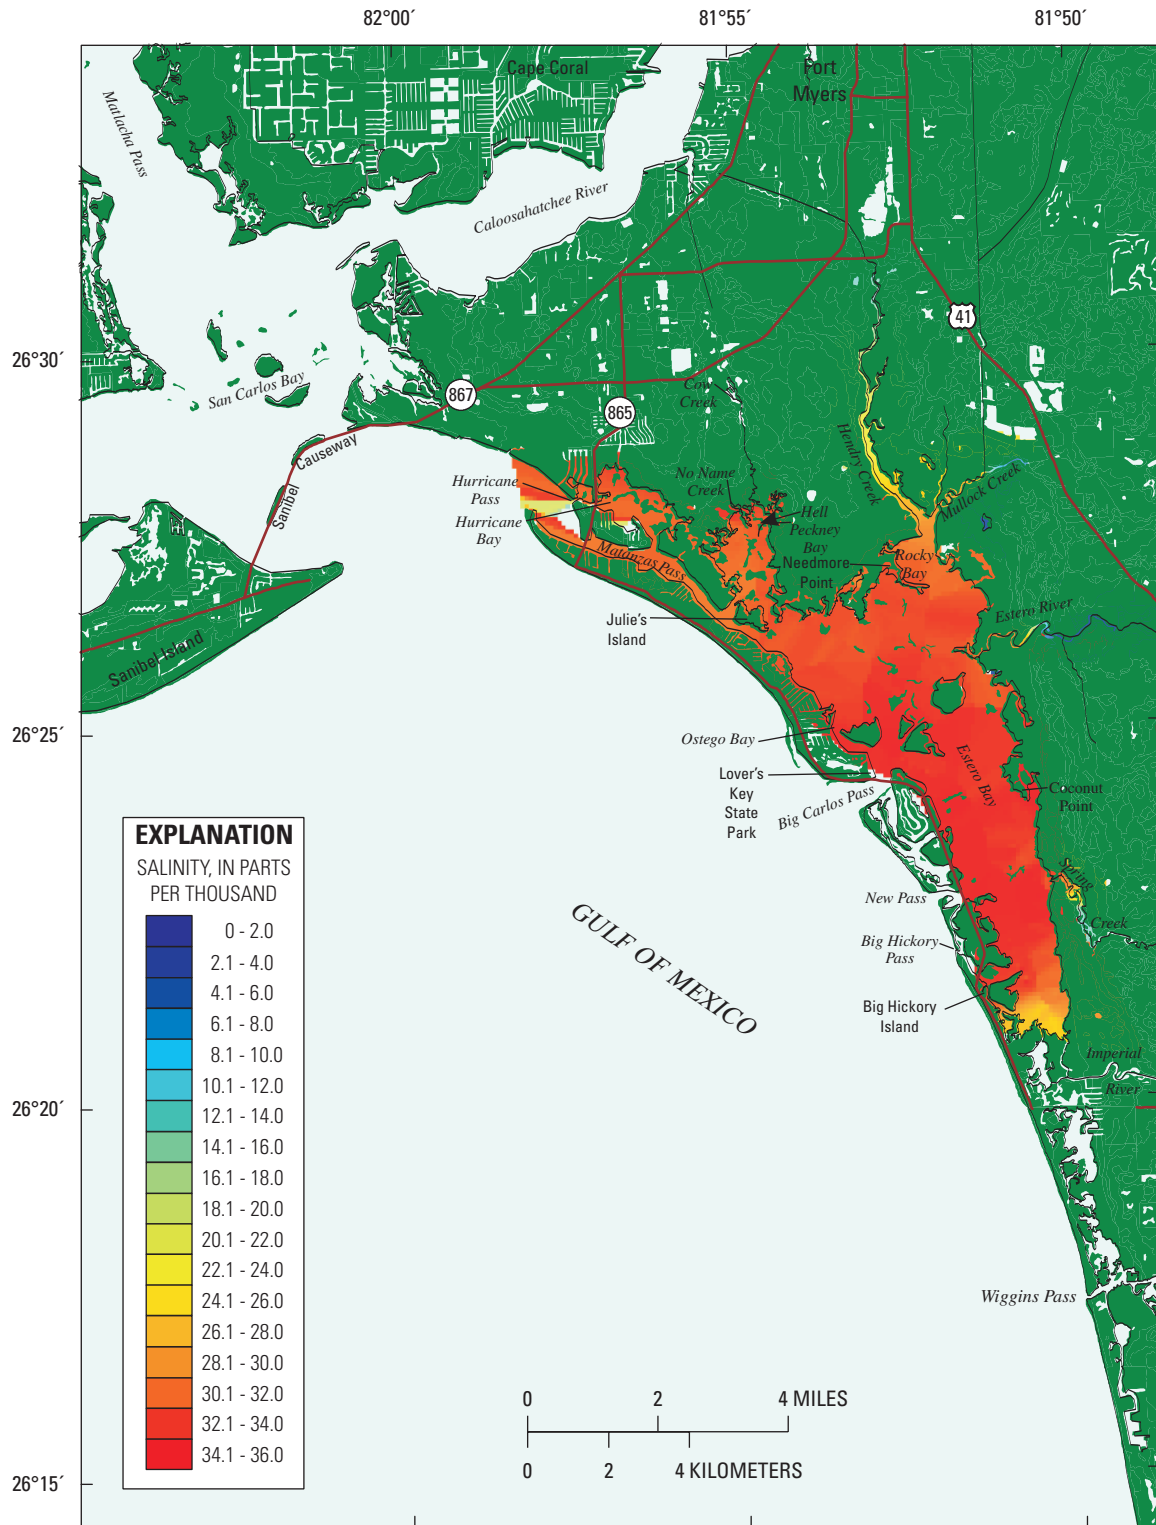 82°00´
81°55´
81°50´
Cape Coral
Fort
Myers
Matlacha Pass
Caloosahatchee River
41
26°30´
San Carlos Bay
867
865
Cow
Creek
Hendry Creek
Sanibel
Causeway
Hurricane
Pass
No Name
Creek
Mullock Creek
Hurricane
Bay
Hell
Peckney
Bay
Matanzas Pass
Needmore
Point
Rocky
Bay
Julie's
Island
Estero River
Sanibel Island
26°25´
Ostego Bay
Lover's
Key
State
Park
Big Carlos Pass
Estero Bay
Coconut
Point
Spring
Creek
New Pass
Big Hickory
Pass
Big Hickory
Island
GULF OF MEXICO
Imperial
River
26°20´
Wiggins Pass
26°15´
EXPLANATION
SALINITY, IN PARTS
PER THOUSAND
0 - 2.0
2.1 - 4.0
4.1 - 6.0
6.1 - 8.0
8.1 - 10.0
10.1 - 12.0
12.1 - 14.0
14.1 - 16.0
16.1 - 18.0
18.1 - 20.0
20.1 - 22.0
22.1 - 24.0
24.1 - 26.0
26.1 - 28.0
28.1 - 30.0
30.1 - 32.0
32.1 - 34.0
34.1 - 36.0
0 2 4 MILES
0 2 4 KILOMETERS